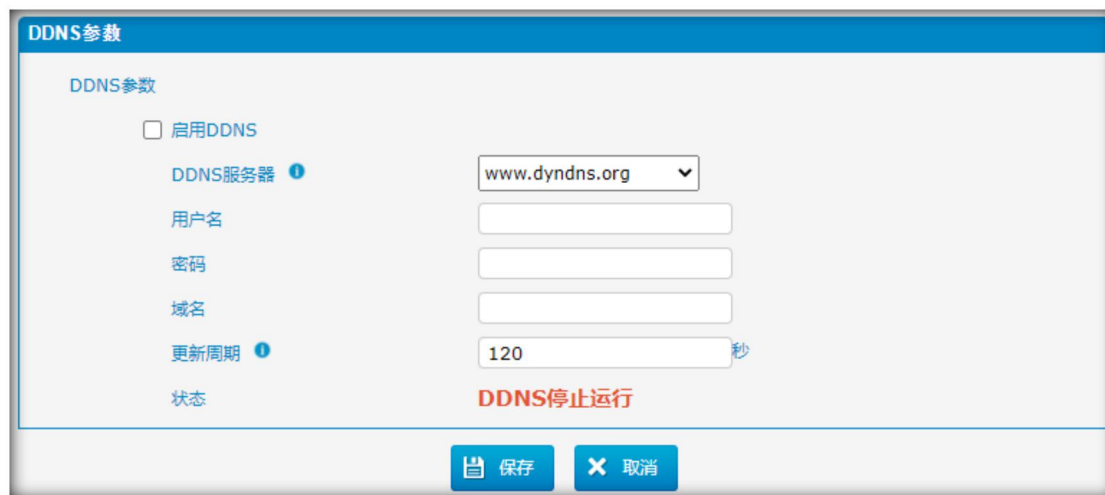 DDNS参数
DDNS参数
启用DDNS
DDNS服务器 www.dyndns.org
用户名
密码
域名
更新周期 120 秒
状态 DDNS停止运行
保存 取消